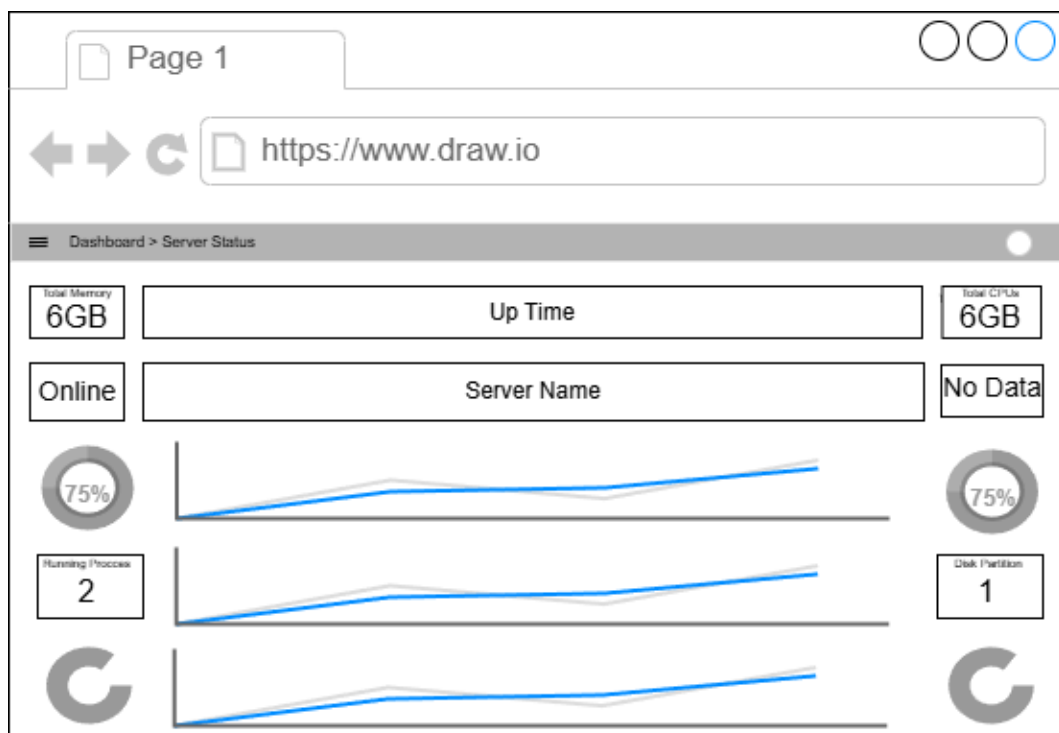 Page 1
https://www.draw.io
Dashboard > Server Status
Total Memory
6GB
Up Time
Total CPUs
6GB
Online
Server Name
No Data
75%
75%
Running Procces
2
Disk Partition
1